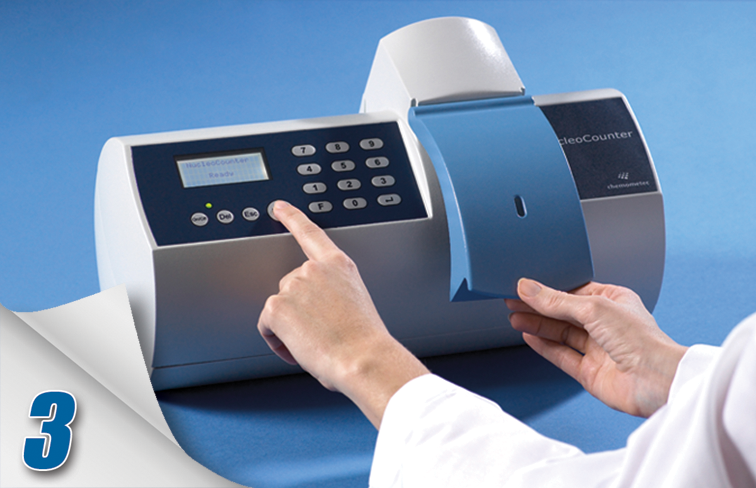 NucleoCounter
Ready
7 8 9
4 5 6
1 2 3
F 0
Del Esc
cleoCounter
chemometec
3